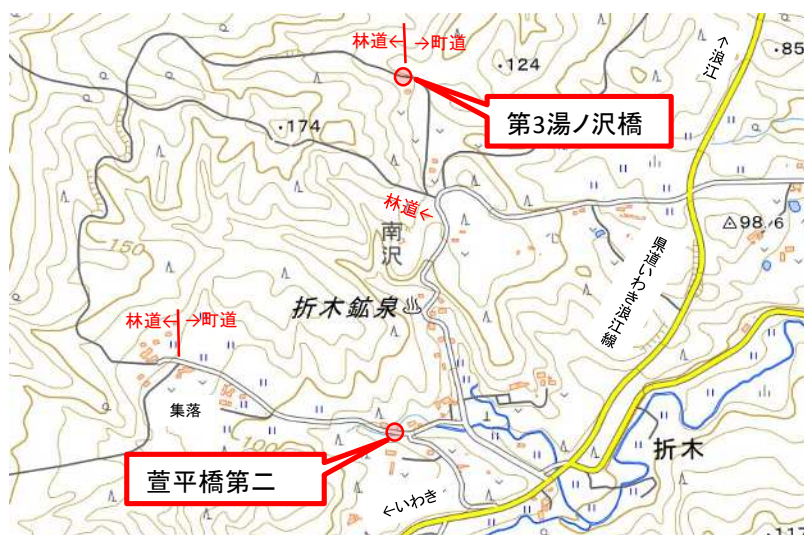 林道← →町道
・124
・85
↑浪江
第3湯ノ沢橋
・174
林道←
南沢
△98.6
150
県道いわき浪江線
折木鉱泉
林道← →町道
集落
100
折木
萱平橋第二
←いわき
・117